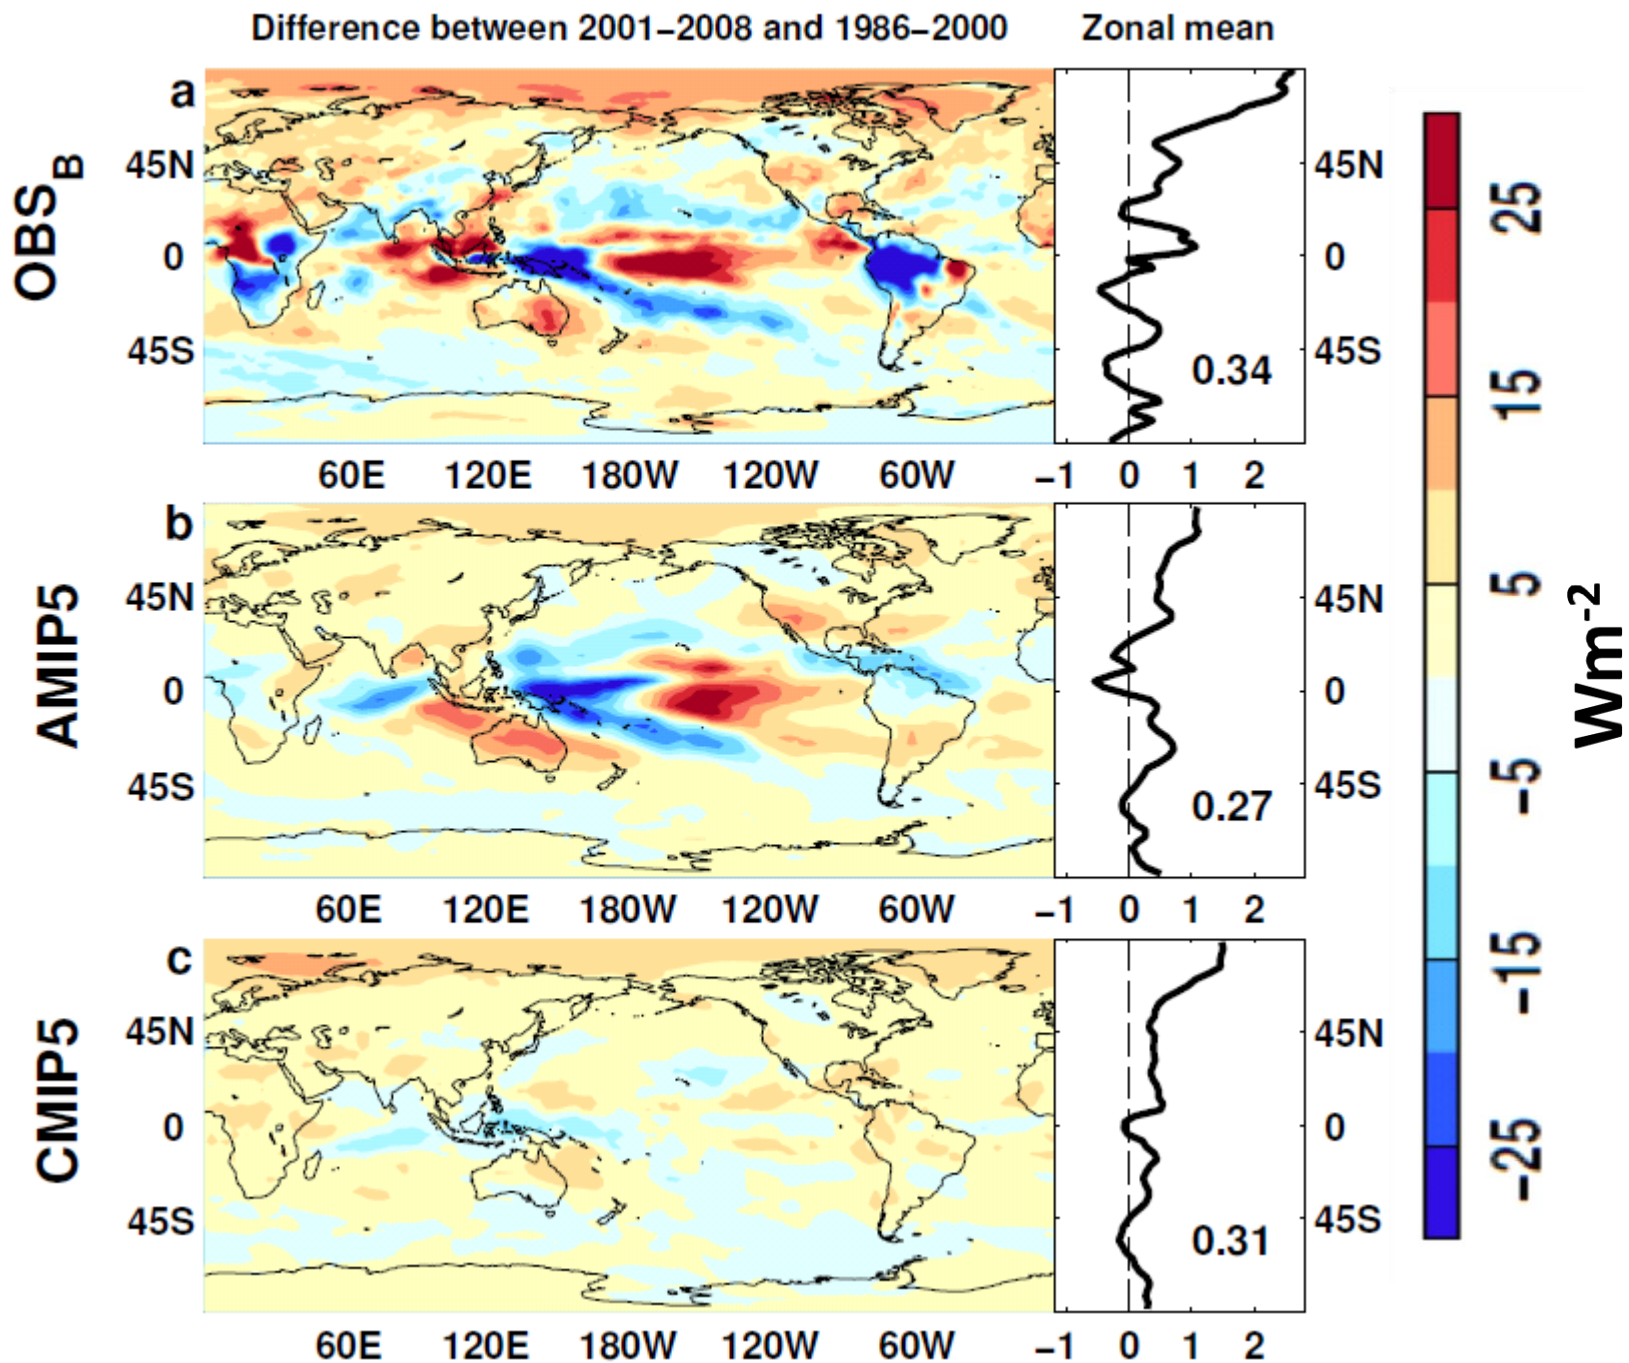 Difference between 2001–2008 and 1986–2000 Zonal mean
a
OBS_B
45N
0
45S
45N
0
45S
0.34
60E 120E 180W 120W 60W −1 0 1 2
b
AMIP5
45N
0
45S
45N
0
45S
0.27
60E 120E 180W 120W 60W −1 0 1 2
c
CMIP5
45N
0
45S
45N
0
45S
0.31
60E 120E 180W 120W 60W −1 0 1 2
25
15
5
−5
−15
−25
Wm⁻²